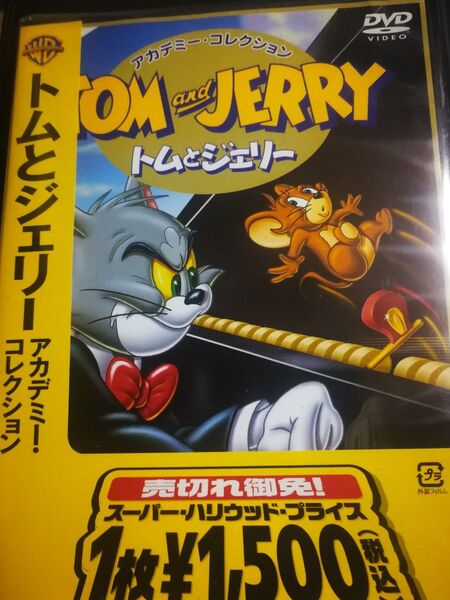 WB
DVD
VIDEO
アカデミー・コレクション
TOM and JERRY
トムとジェリー
トムとジェリー
アカデミー・
コレクション
プラ
外装フィルム
売切れ御免!
スーパー・ハリウッド・プライス
1枚¥1,500(税込